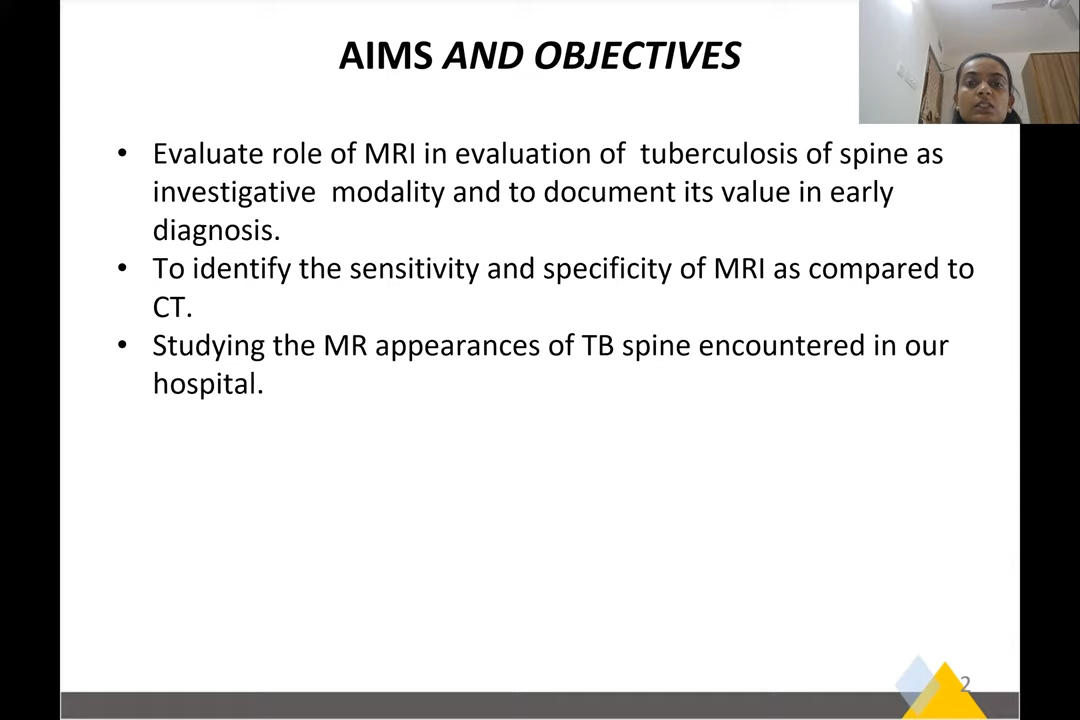 AIMS AND OBJECTIVES
• Evaluate role of MRI in evaluation of  tuberculosis of spine as
investigative  modality and to document its value in early
diagnosis.
• To identify the sensitivity and specificity of MRI as compared to
CT.
• Studying the MR appearances of TB spine encountered in our
hospital.
2